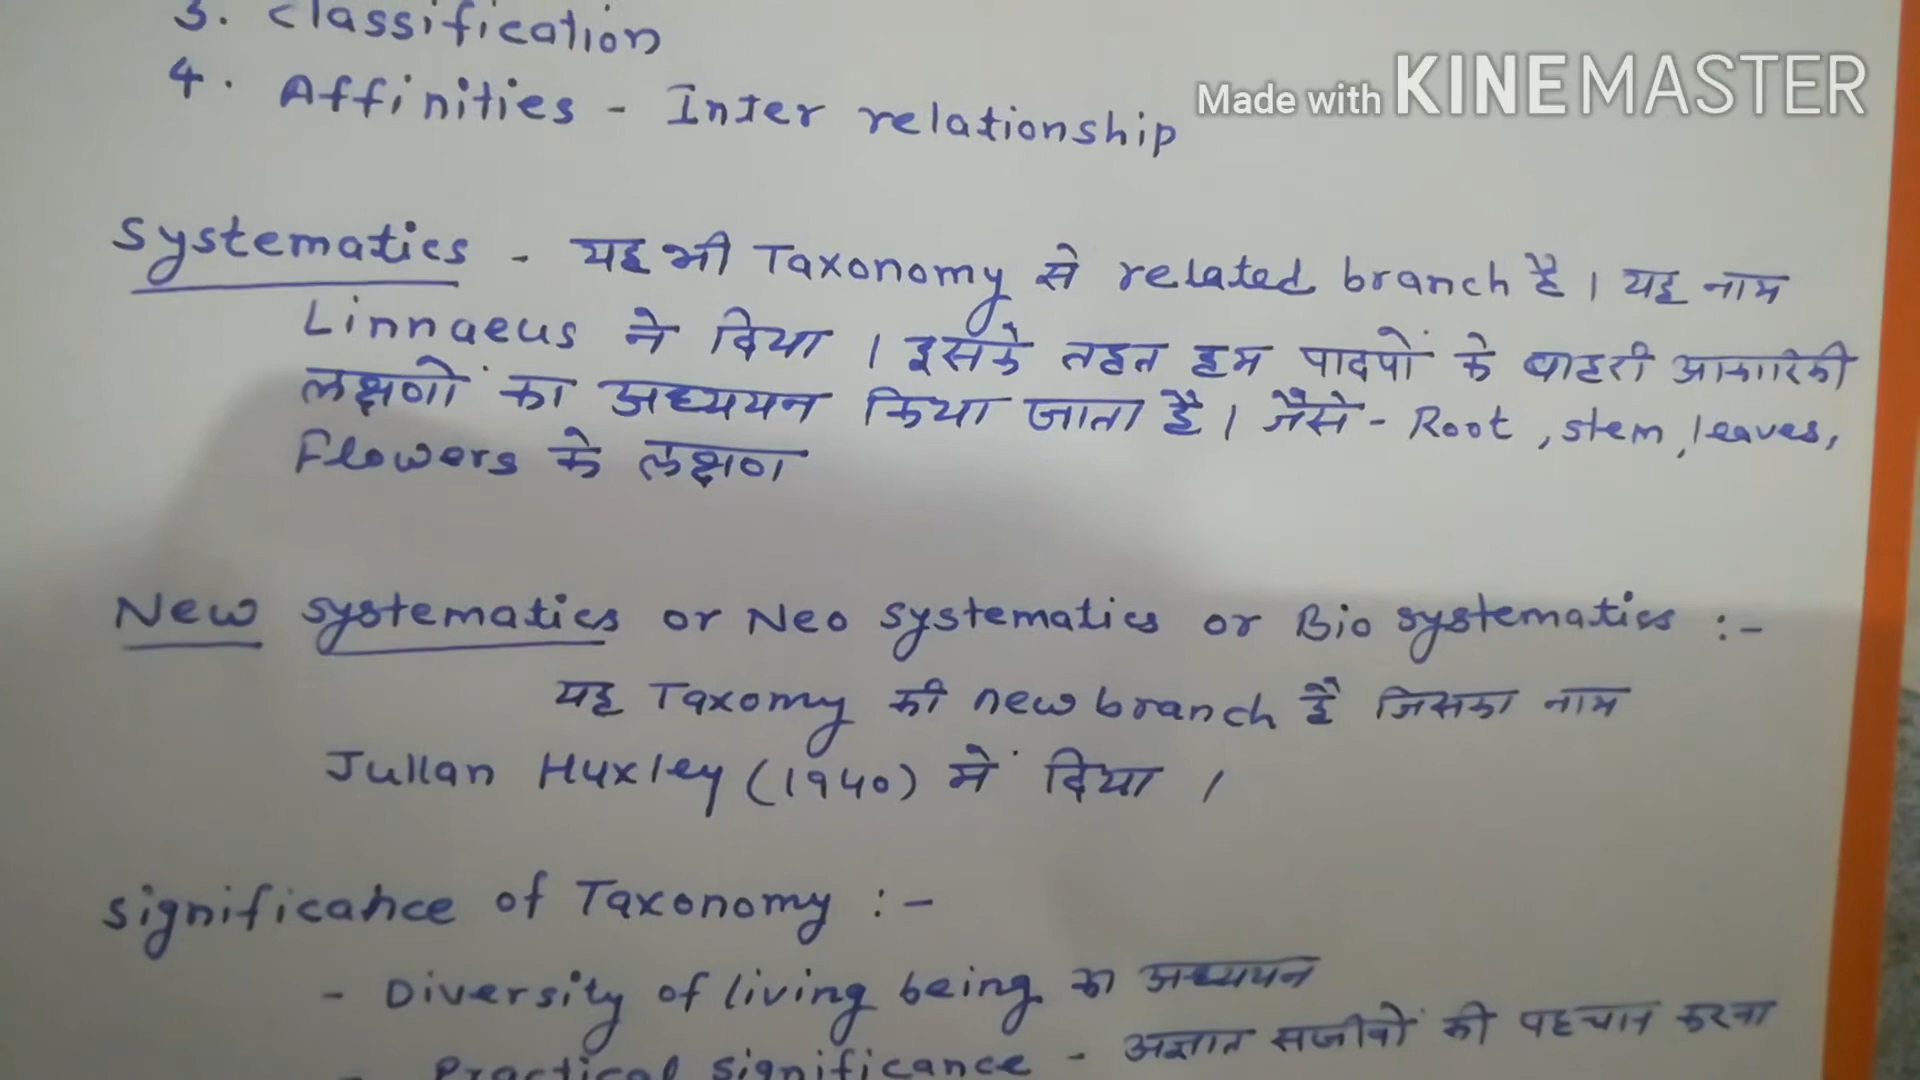 3. Classification
4. Affinities - Inter relationship
Made with KINEMASTER
Systematics - यह भी Taxonomy से related branch है । यह नाम
Linnaeus ने दिया । इसके तहत हम पादपों के बाहरी आकारिकी
लक्षणों का अध्ययन किया जाता है । जैसे - Root , stem , leaves ,
Flowers के लक्षण
New systematics or Neo systematics or Bio systematics :-
यह Taxomy की new branch है जिसका नाम
Jullan Huxley (1940) में दिया ।
significance of Taxonomy :-
- Diversity of living being का अध्ययन
- Practical significance - अज्ञात सजीवों की पहचान करना